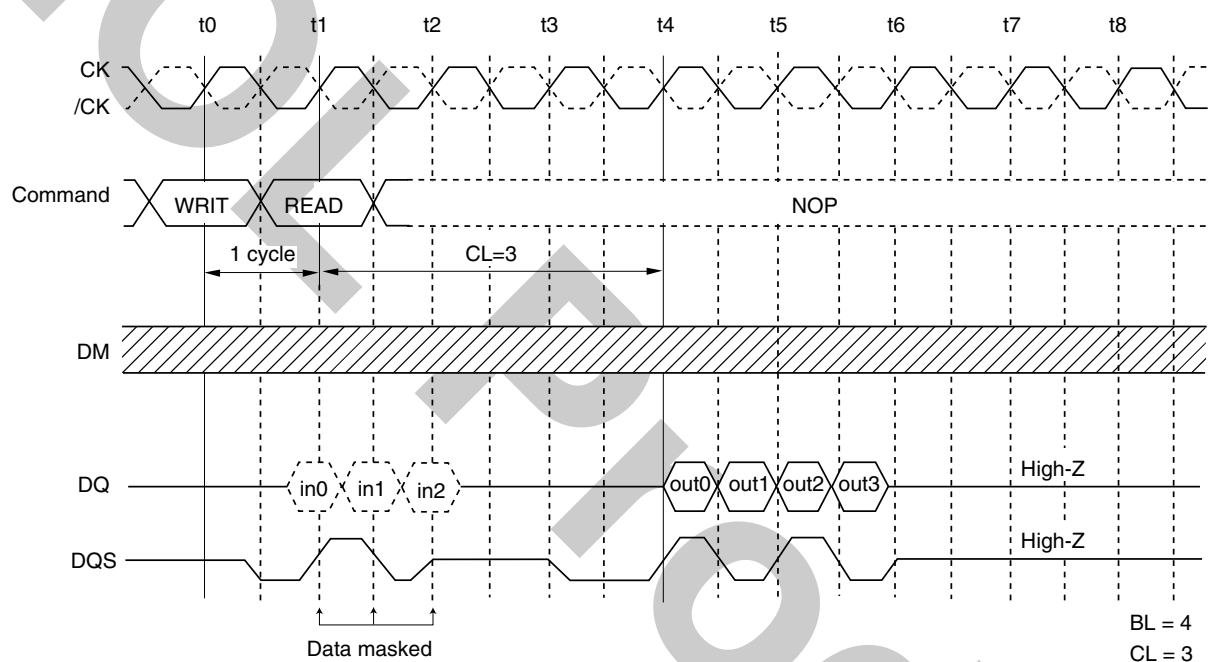 t0 t1 t2 t3 t4 t5 t6 t7 t8
CK
/CK
Command WRIT READ NOP
1 cycle CL=3
DM
DQ in0 in1 in2 out0 out1 out2 out3 High-Z
DQS High-Z
Data masked
BL = 4
CL = 3